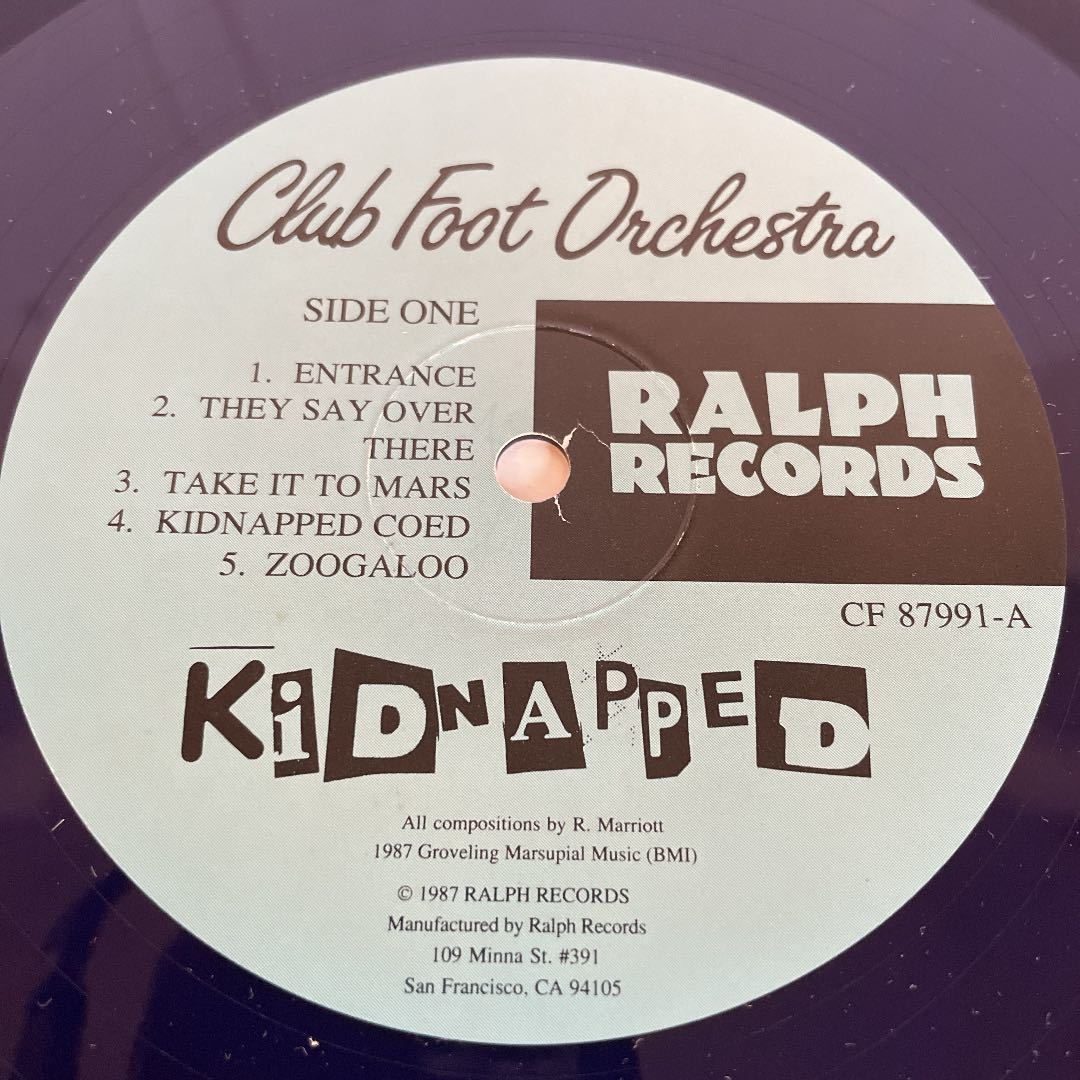 Club Foot Orchestra
SIDE ONE
1. ENTRANCE
2. THEY SAY OVER
THERE
3. TAKE IT TO MARS
4. KIDNAPPED COED
5. ZOOGALOO
RALPH
RECORDS
CF 87991-A
KiDNAPPED
All compositions by R. Marriott
1987 Groveling Marsupial Music (BMI)
© 1987 RALPH RECORDS
Manufactured by Ralph Records
109 Minna St. #391
San Francisco, CA 94105